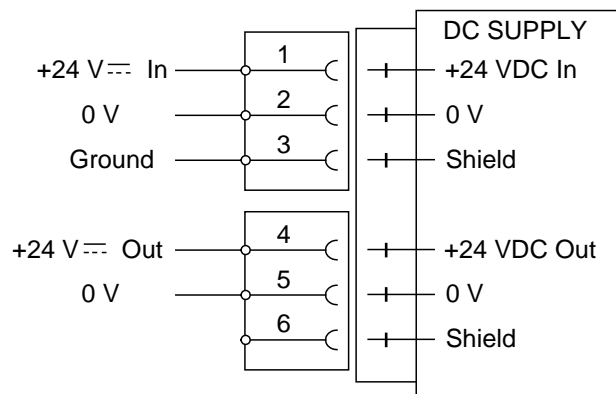 DC SUPPLY
+24 V ⎓ In 1 +24 VDC In
0 V 2 0 V
Ground 3 Shield
+24 V ⎓ Out 4 +24 VDC Out
0 V 5 0 V
6 Shield